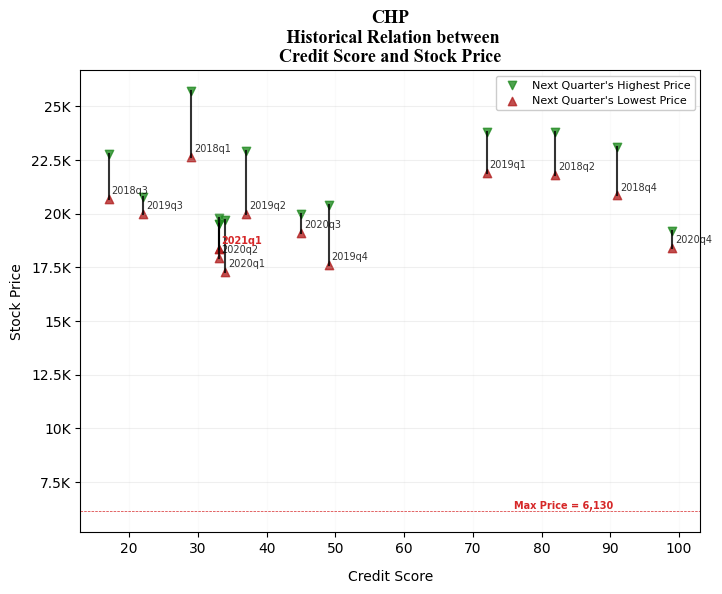 CHP
Historical Relation between
Credit Score and Stock Price
Next Quarter's Highest Price
Next Quarter's Lowest Price
Stock Price
25K
22.5K
20K
17.5K
15K
12.5K
10K
7.5K
2018q1
2019q1
2018q2
2018q3
2018q4
2019q3
2019q2
2020q3
2021q1
2020q4
2020q2
2019q4
2020q1
Max Price = 6,130
20 30 40 50 60 70 80 90 100
Credit Score